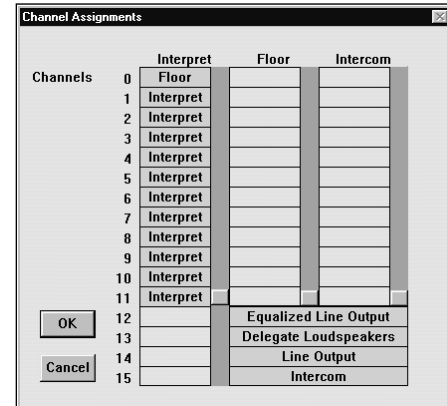 Channel Assignments
Interpret Floor Intercom
Channels 0 Floor
1 Interpret
2 Interpret
3 Interpret
4 Interpret
5 Interpret
6 Interpret
7 Interpret
8 Interpret
9 Interpret
10 Interpret
11 Interpret
OK 12 Equalized Line Output
13 Delegate Loudspeakers
Cancel 14 Line Output
15 Intercom